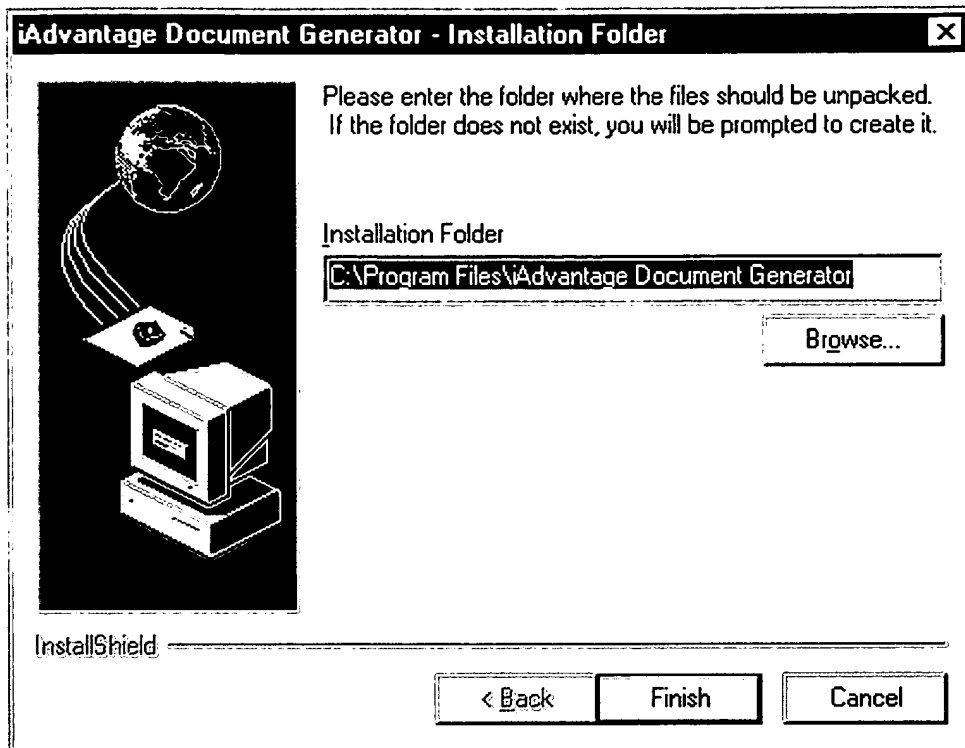 iAdvantage Document Generator - Installation Folder
Please enter the folder where the files should be unpacked.
If the folder does not exist, you will be prompted to create it.
Installation Folder
C:\Program Files\iAdvantage Document Generator
Browse...
InstallShield
< Back Finish Cancel